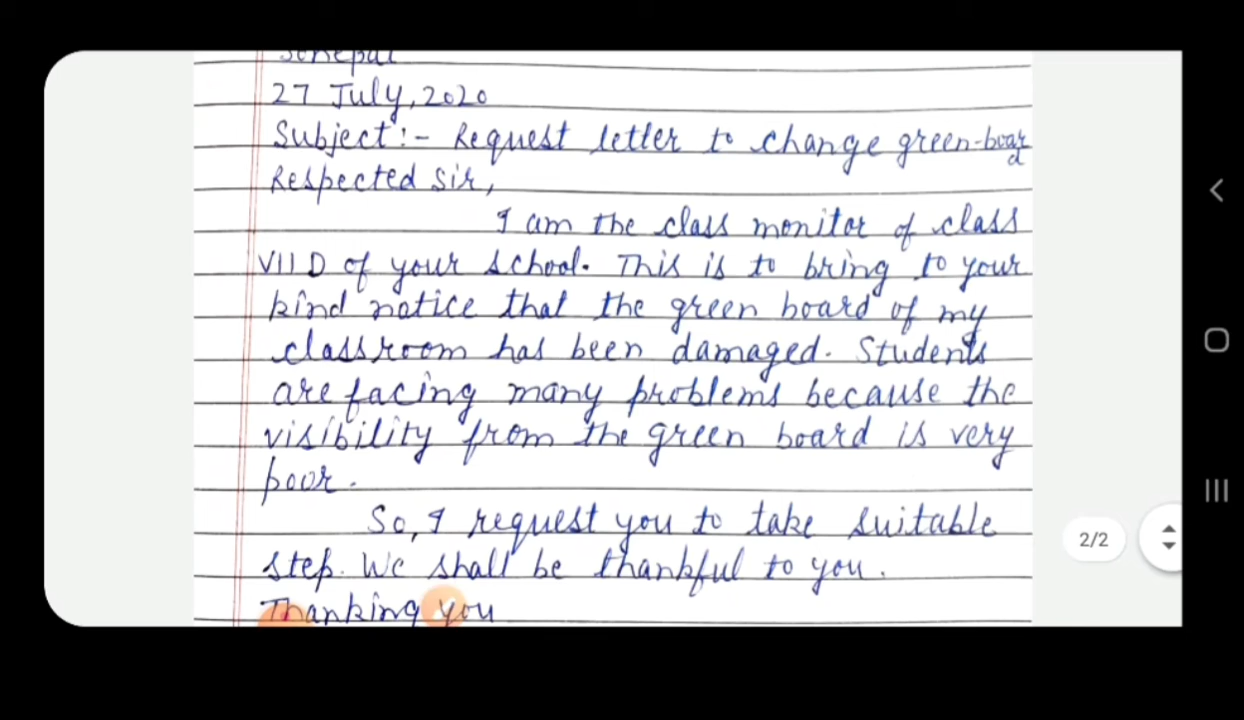 Sonepat
27 July, 2020
Subject:- Request letter to change green-board
Respected Sir,
I am the class monitor of class
VII D of your school. This is to bring to your
kind notice that the green board of my
classroom has been damaged. Students
are facing many problems because the
visibility from the green board is very
poor.
So, I request you to take suitable
step. We shall be thankful to you.
Thanking you
2/2